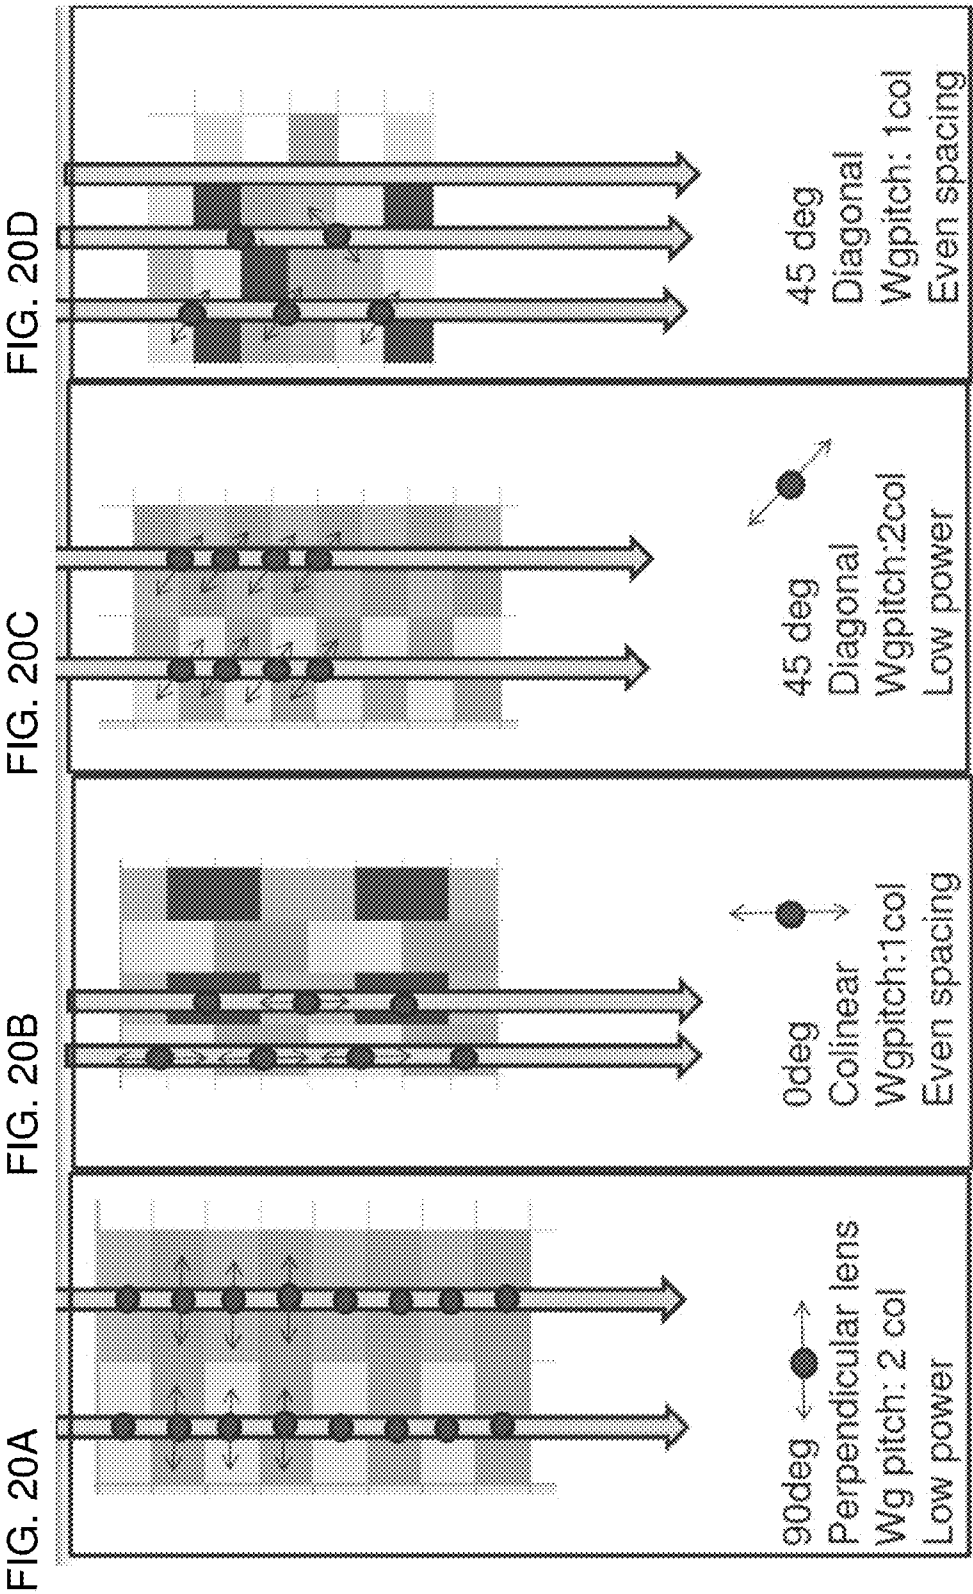 FIG. 20A
90deg
Perpendicular lens
Wg pitch: 2 col
Low power
FIG. 20B
0deg
Colinear
Wgpitch:1col
Even spacing
FIG. 20C
45 deg
Diagonal
Wgpitch:2col
Low power
FIG. 20D
45 deg
Diagonal
Wgpitch: 1col
Even spacing